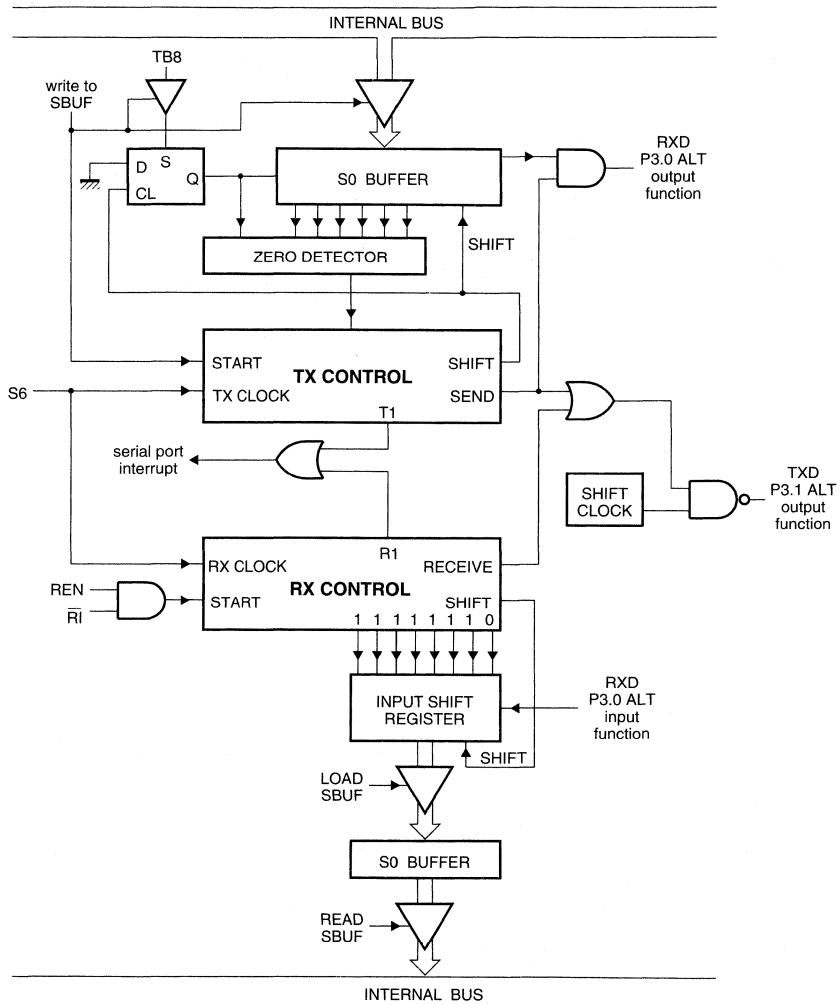 INTERNAL BUS
TB8
write to
SBUF
D
S
Q
CL
S0 BUFFER
RXD
P3.0 ALT
output
function
ZERO DETECTOR
SHIFT
START
TX CONTROL
SHIFT
S6
TX CLOCK
SEND
T1
serial port
interrupt
SHIFT
CLOCK
TXD
P3.1 ALT
output
function
R1
RX CLOCK
RECEIVE
RX CONTROL
REN
RI
START
SHIFT
1 1 1 1 1 1 1 0
INPUT SHIFT
REGISTER
RXD
P3.0 ALT
input
function
SHIFT
LOAD
SBUF
S0 BUFFER
READ
SBUF
INTERNAL BUS